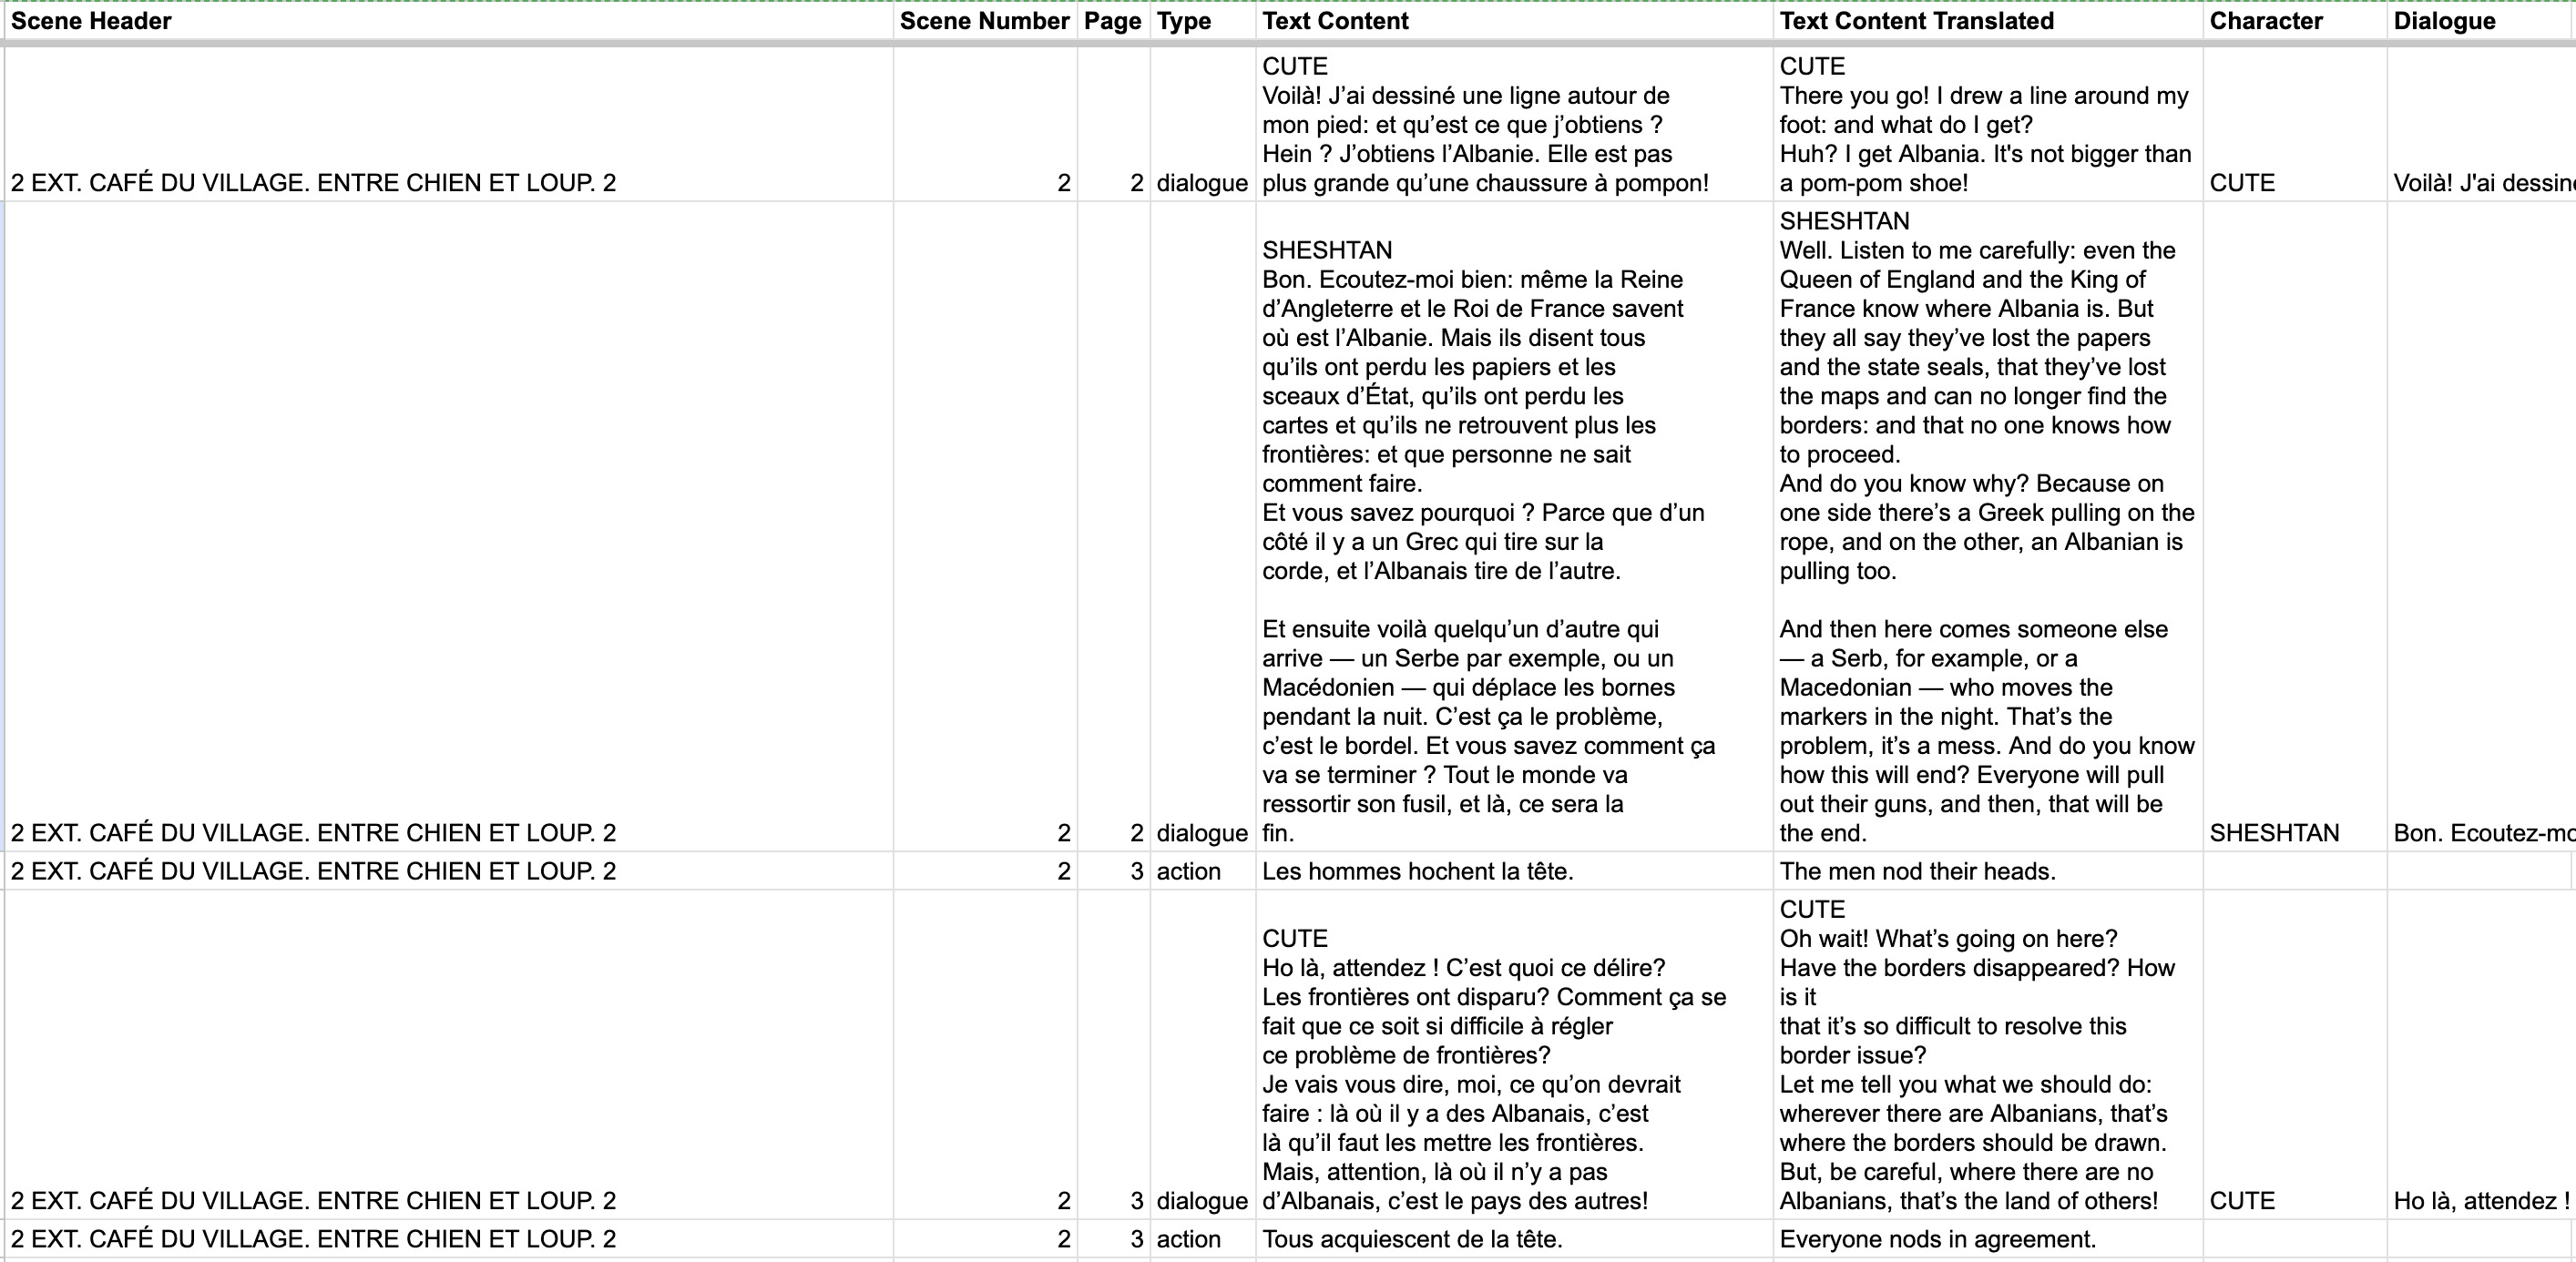 Scene Header Scene Number Page Type Text Content Text Content Translated Character Dialogue
2 EXT. CAFÉ DU VILLAGE. ENTRE CHIEN ET LOUP. 2
2
2
dialogue
CUTE
Voilà! J’ai dessiné une ligne autour de
mon pied: et qu’est ce que j’obtiens ?
Hein ? J’obtiens l’Albanie. Elle est pas
plus grande qu’une chaussure à pompon!
CUTE
There you go! I drew a line around my
foot: and what do I get?
Huh? I get Albania. It's not bigger than
a pom-pom shoe!
CUTE
Voilà! J'ai
2 EXT. CAFÉ DU VILLAGE. ENTRE CHIEN ET LOUP. 2
2
2
dialogue
SHESHTAN
Bon. Ecoutez-moi bien: même la Reine
d’Angleterre et le Roi de France savent
où est l’Albanie. Mais ils disent tous
qu’ils ont perdu les papiers et les
sceaux d’État, qu’ils ont perdu les
cartes et qu’ils ne retrouvent plus les
frontières: et que personne ne sait
comment faire.
Et vous savez pourquoi ? Parce que d’un
côté il y a un Grec qui tire sur la
corde, et l’Albanais tire de l’autre.
Et ensuite voilà quelqu’un d’autre qui
arrive — un Serbe par exemple, ou un
Macédonien — qui déplace les bornes
pendant la nuit. C’est ça le problème,
c’est le bordel. Et vous savez comment ça
va se terminer ? Tout le monde va
ressortir son fusil, et là, ce sera la
fin.
SHESHTAN
Well. Listen to me carefully: even the
Queen of England and the King of
France know where Albania is. But
they all say they’ve lost the papers
and the state seals, that they’ve lost
the maps and can no longer find the
borders: and that no one knows how
to proceed.
And do you know why? Because on
one side there’s a Greek pulling on the
rope, and on the other, an Albanian is
pulling too.
And then here comes someone else
— a Serb, for example, or a
Macedonian — who moves the
markers in the night. That’s the
problem, it’s a mess. And do you know
how this will end? Everyone will pull
out their guns, and then, that will be
the end.
SHESHTAN
Bon.
2 EXT. CAFÉ DU VILLAGE. ENTRE CHIEN ET LOUP. 2
2
3
action
Les hommes hochent la tête.
The men nod their heads.
2 EXT. CAFÉ DU VILLAGE. ENTRE CHIEN ET LOUP. 2
2
3
dialogue
CUTE
Ho là, attendez ! C’est quoi ce délire?
Les frontières ont disparu? Comment ça se
fait que ce soit si difficile à régler
ce problème de frontières?
Je vais vous dire, moi, ce qu’on devrait
faire : là où il y a des Albanais, c’est
là qu’il faut les mettre les frontières.
Mais, attention, là où il n’y a pas
d’Albanais, c’est le pays des autres!
CUTE
Oh wait! What’s going on here?
Have the borders disappeared? How
is it
that it’s so difficult to resolve this
border issue?
Let me tell you what we should do:
wherever there are Albanians, that’s
where the borders should be drawn.
But, be careful, where there are no
Albanians, that’s the land of others!
CUTE
Ho là, attendez !
2 EXT. CAFÉ DU VILLAGE. ENTRE CHIEN ET LOUP. 2
2
3
action
Tous acquiescent de la tête.
Everyone nods in agreement.